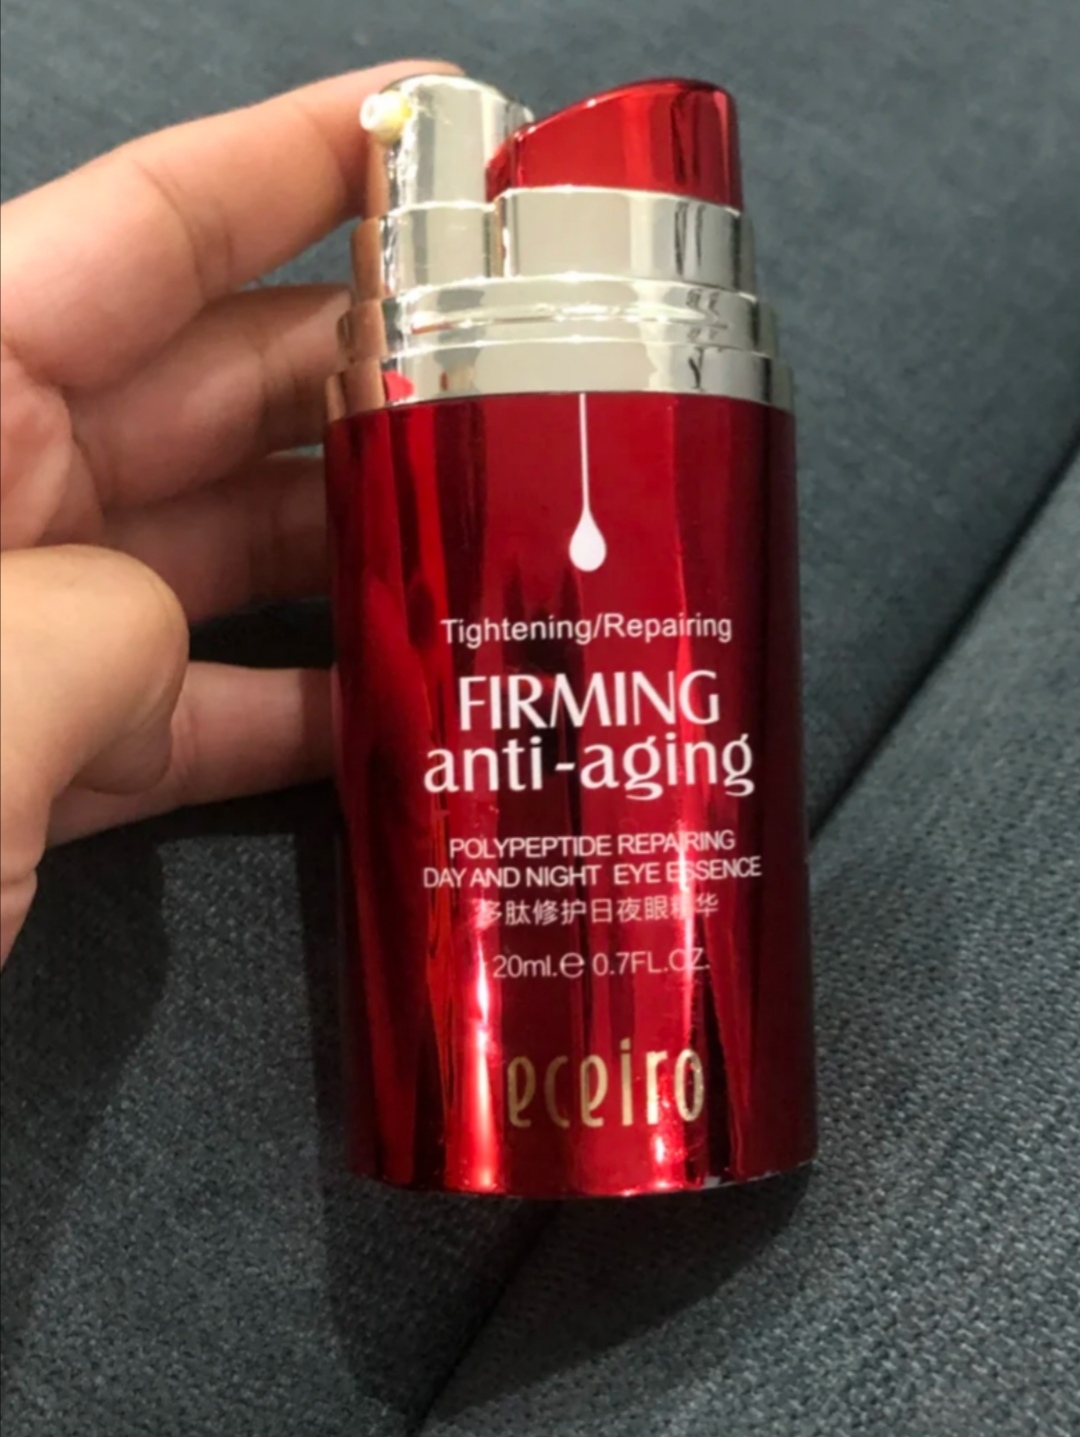 Tightening/Repairing
FIRMING
anti-aging
POLYPEPTIDE REPAIRING
DAY AND NIGHT EYE ESSENCE
多肽修护日夜眼精华
20ml.e 0.7FL.OZ.
eceiro